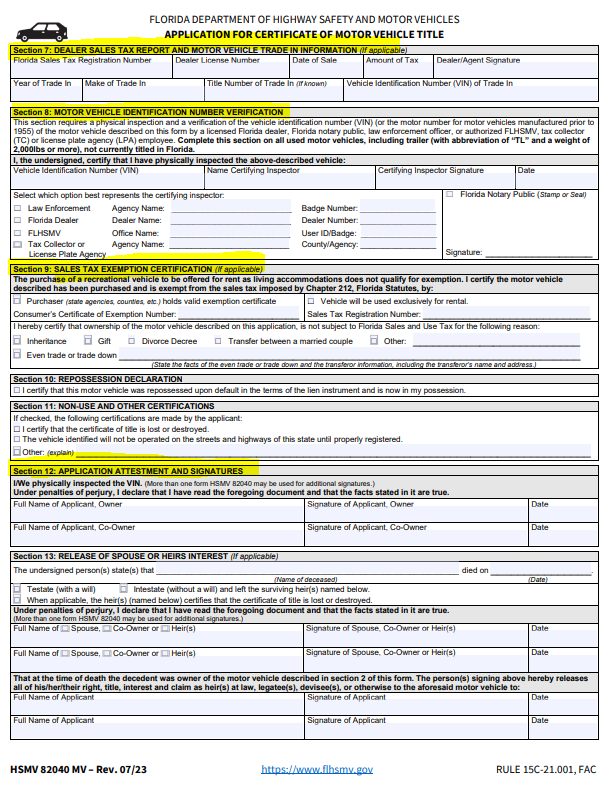 FLORIDA DEPARTMENT OF HIGHWAY SAFETY AND MOTOR VEHICLES
APPLICATION FOR CERTIFICATE OF MOTOR VEHICLE TITLE
Section 7: DEALER SALES TAX REPORT AND MOTOR VEHICLE TRADE IN INFORMATION (If applicable)
Florida Sales Tax Registration Number Dealer License Number Date of Sale Amount of Tax Dealer/Agent Signature
Year of Trade In Make of Trade In Title Number of Trade In (If known) Vehicle Identification Number (VIN) of Trade In
Section 8: MOTOR VEHICLE IDENTIFICATION NUMBER VERIFICATION
This section requires a physical inspection and a verification of the vehicle identification number (VIN) (or the motor number for motor vehicles manufactured prior to
1955) of the motor vehicle described on this form by a licensed Florida dealer, Florida notary public, law enforcement officer, or authorized FLHSMV, tax collector
(TC) or license plate agency (LPA) employee. Complete this section on all used motor vehicles, including trailer (with abbreviation of "TL" and a weight of
2,000lbs or more), not currently titled in Florida.
I, the undersigned, certify that I have physically inspected the above-described vehicle:
Vehicle Identification Number (VIN) Name Certifying Inspector Certifying Inspector Signature Date
Select which option best represents the certifying inspector: Florida Notary Public (Stamp or Seal)
Law Enforcement Agency Name: Badge Number:
Florida Dealer Dealer Name: Dealer Number:
FLHSMV Office Name: User ID/Badge:
Tax Collector or Agency Name: County/Agency:
License Plate Agency Signature:
Section 9: SALES TAX EXEMPTION CERTIFICATION (If applicable)
The purchase of a recreational vehicle to be offered for rent as living accommodations does not qualify for exemption. I certify the motor vehicle
described has been purchased and is exempt from the sales tax imposed by Chapter 212, Florida Statutes, by:
Purchaser (state agencies, counties, etc.) holds valid exemption certificate Vehicle will be used exclusively for rental.
Consumer's Certificate of Exemption Number: Sales Tax Registration Number:
I hereby certify that ownership of the motor vehicle described on this application, is not subject to Florida Sales and Use Tax for the following reason:
Inheritance Gift Divorce Decree Transfer between a married couple Other:
Even trade or trade down
(State the facts of the even trade or trade down and the transferor information, including the transferor's name and address.)
Section 10: REPOSSESSION DECLARATION
I certify that this motor vehicle was repossessed upon default in the terms of the lien instrument and is now in my possession.
Section 11: NON-USE AND OTHER CERTIFICATIONS
If checked, the following certifications are made by the applicant:
I certify that the certificate of title is lost or destroyed.
The vehicle identified will not be operated on the streets and highways of this state until properly registered.
Other: (explain)
Section 12: APPLICATION ATTESTMENT AND SIGNATURES
I/We physically inspected the VIN. (More than one form HSMV 82040 may be used for additional signatures.)
Under penalties of perjury, I declare that I have read the foregoing document and that the facts stated in it are true.
Full Name of Applicant, Owner Signature of Applicant, Owner Date
Full Name of Applicant, Co-Owner Signature of Applicant, Co-Owner Date
Section 13: RELEASE OF SPOUSE OR HEIRS INTEREST (If applicable)
The undersigned person(s) state(s) that died on .
(Name of deceased) (Date)
Testate (with a will) Intestate (without a will) and left the surviving heir(s) named below.
When applicable, the heir(s) (named below) certifies that the certificate of title is lost or destroyed.
Under penalties of perjury, I declare that I have read the foregoing document and that the facts stated in it are true.
(More than one form HSMV 82040 may be used for additional signatures.)
Full Name of Spouse, Co-Owner or Heir(s) Signature of Spouse, Co-Owner or Heir(s) Date
Full Name of Spouse, Co-Owner or Heir(s) Signature of Spouse, Co-Owner or Heir(s) Date
That at the time of death the decedent was owner of the motor vehicle described in section 2 of this form. The person(s) signing above hereby releases
all of his/her/their right, title, interest and claim as heir(s) at law, legatee(s), devisee(s), or otherwise to the aforesaid motor vehicle to:
Full Name of Applicant Signature of Applicant Date
Full Name of Applicant Signature of Applicant Date
HSMV 82040 MV – Rev. 07/23 https://www.flhsmv.gov RULE 15C-21.001, FAC